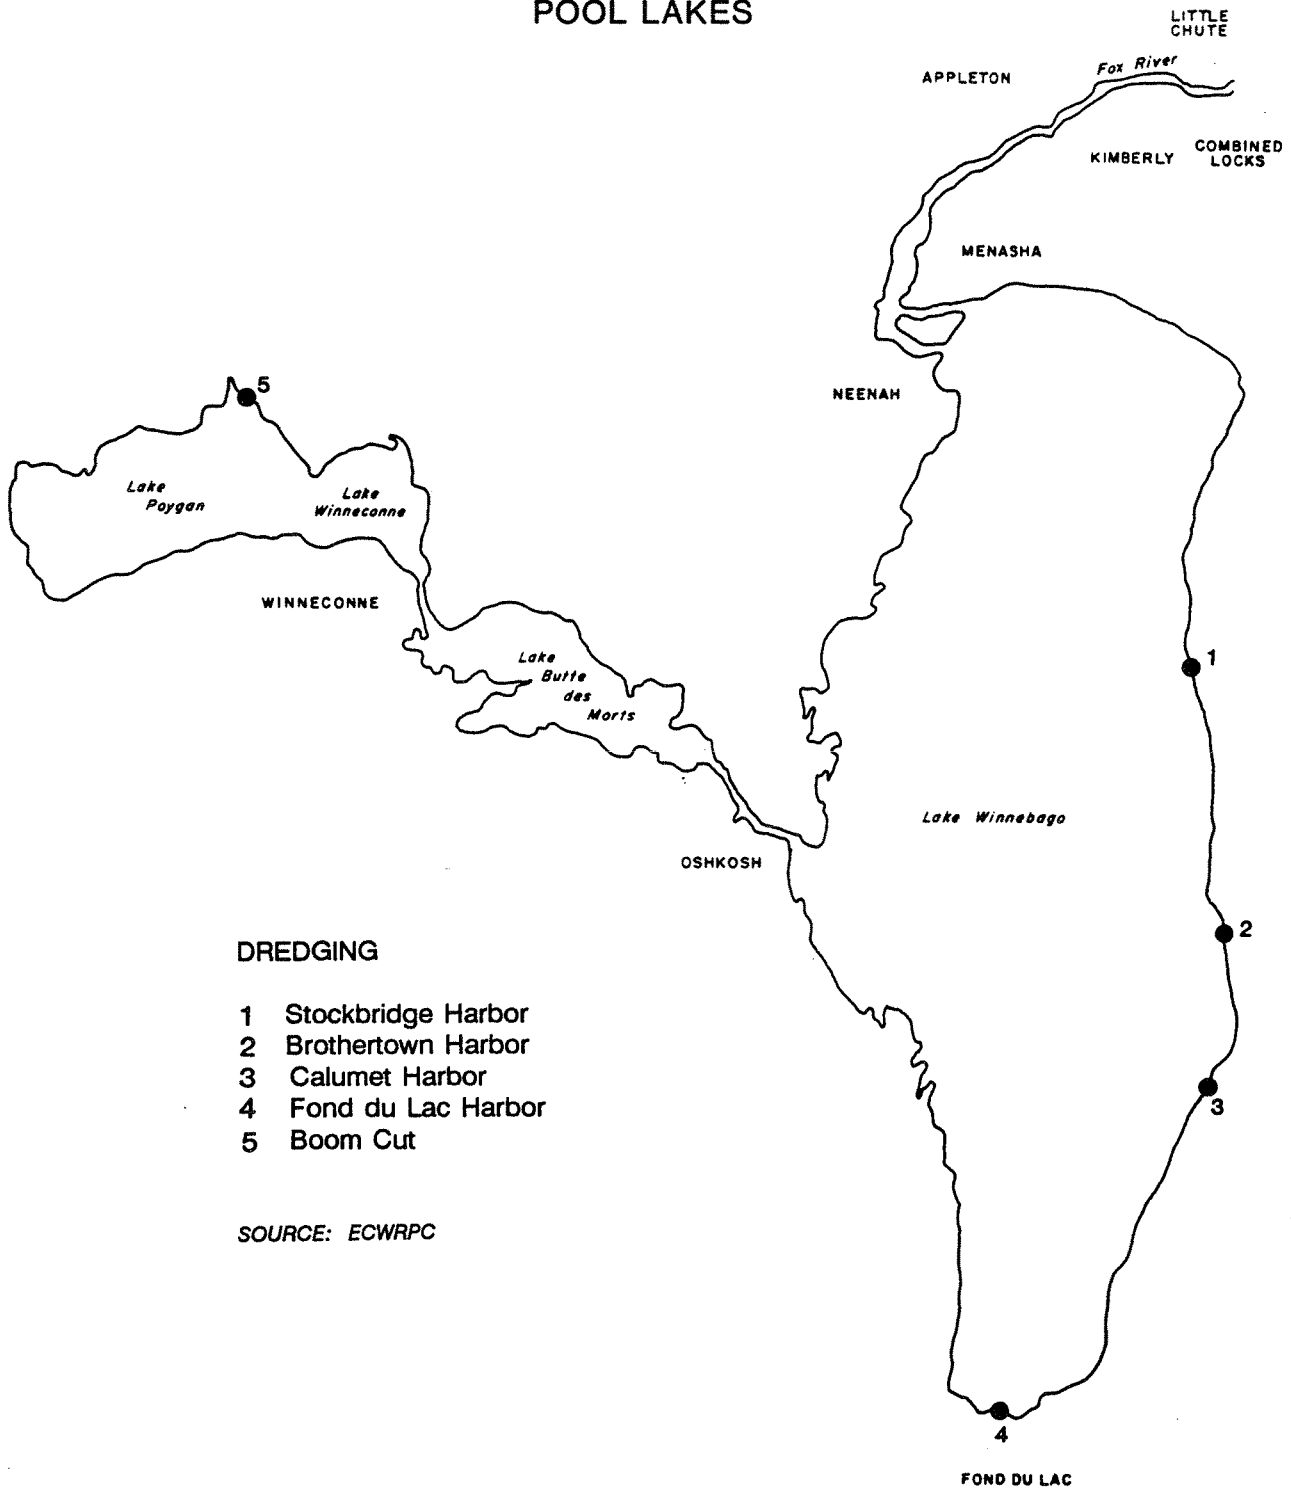 POOL LAKES
LITTLE
CHUTE
Fox River
APPLETON
KIMBERLY
COMBINED
LOCKS
MENASHA
NEENAH
5
Lake
Poygan
Lake
Winneconne
WINNECONNE
1
Lake
Butte
des
Morts
Lake Winnebago
OSHKOSH
2
DREDGING
1 Stockbridge Harbor
2 Brothertown Harbor
3 Calumet Harbor
4 Fond du Lac Harbor
5 Boom Cut
3
SOURCE: ECWRPC
4
FOND DU LAC